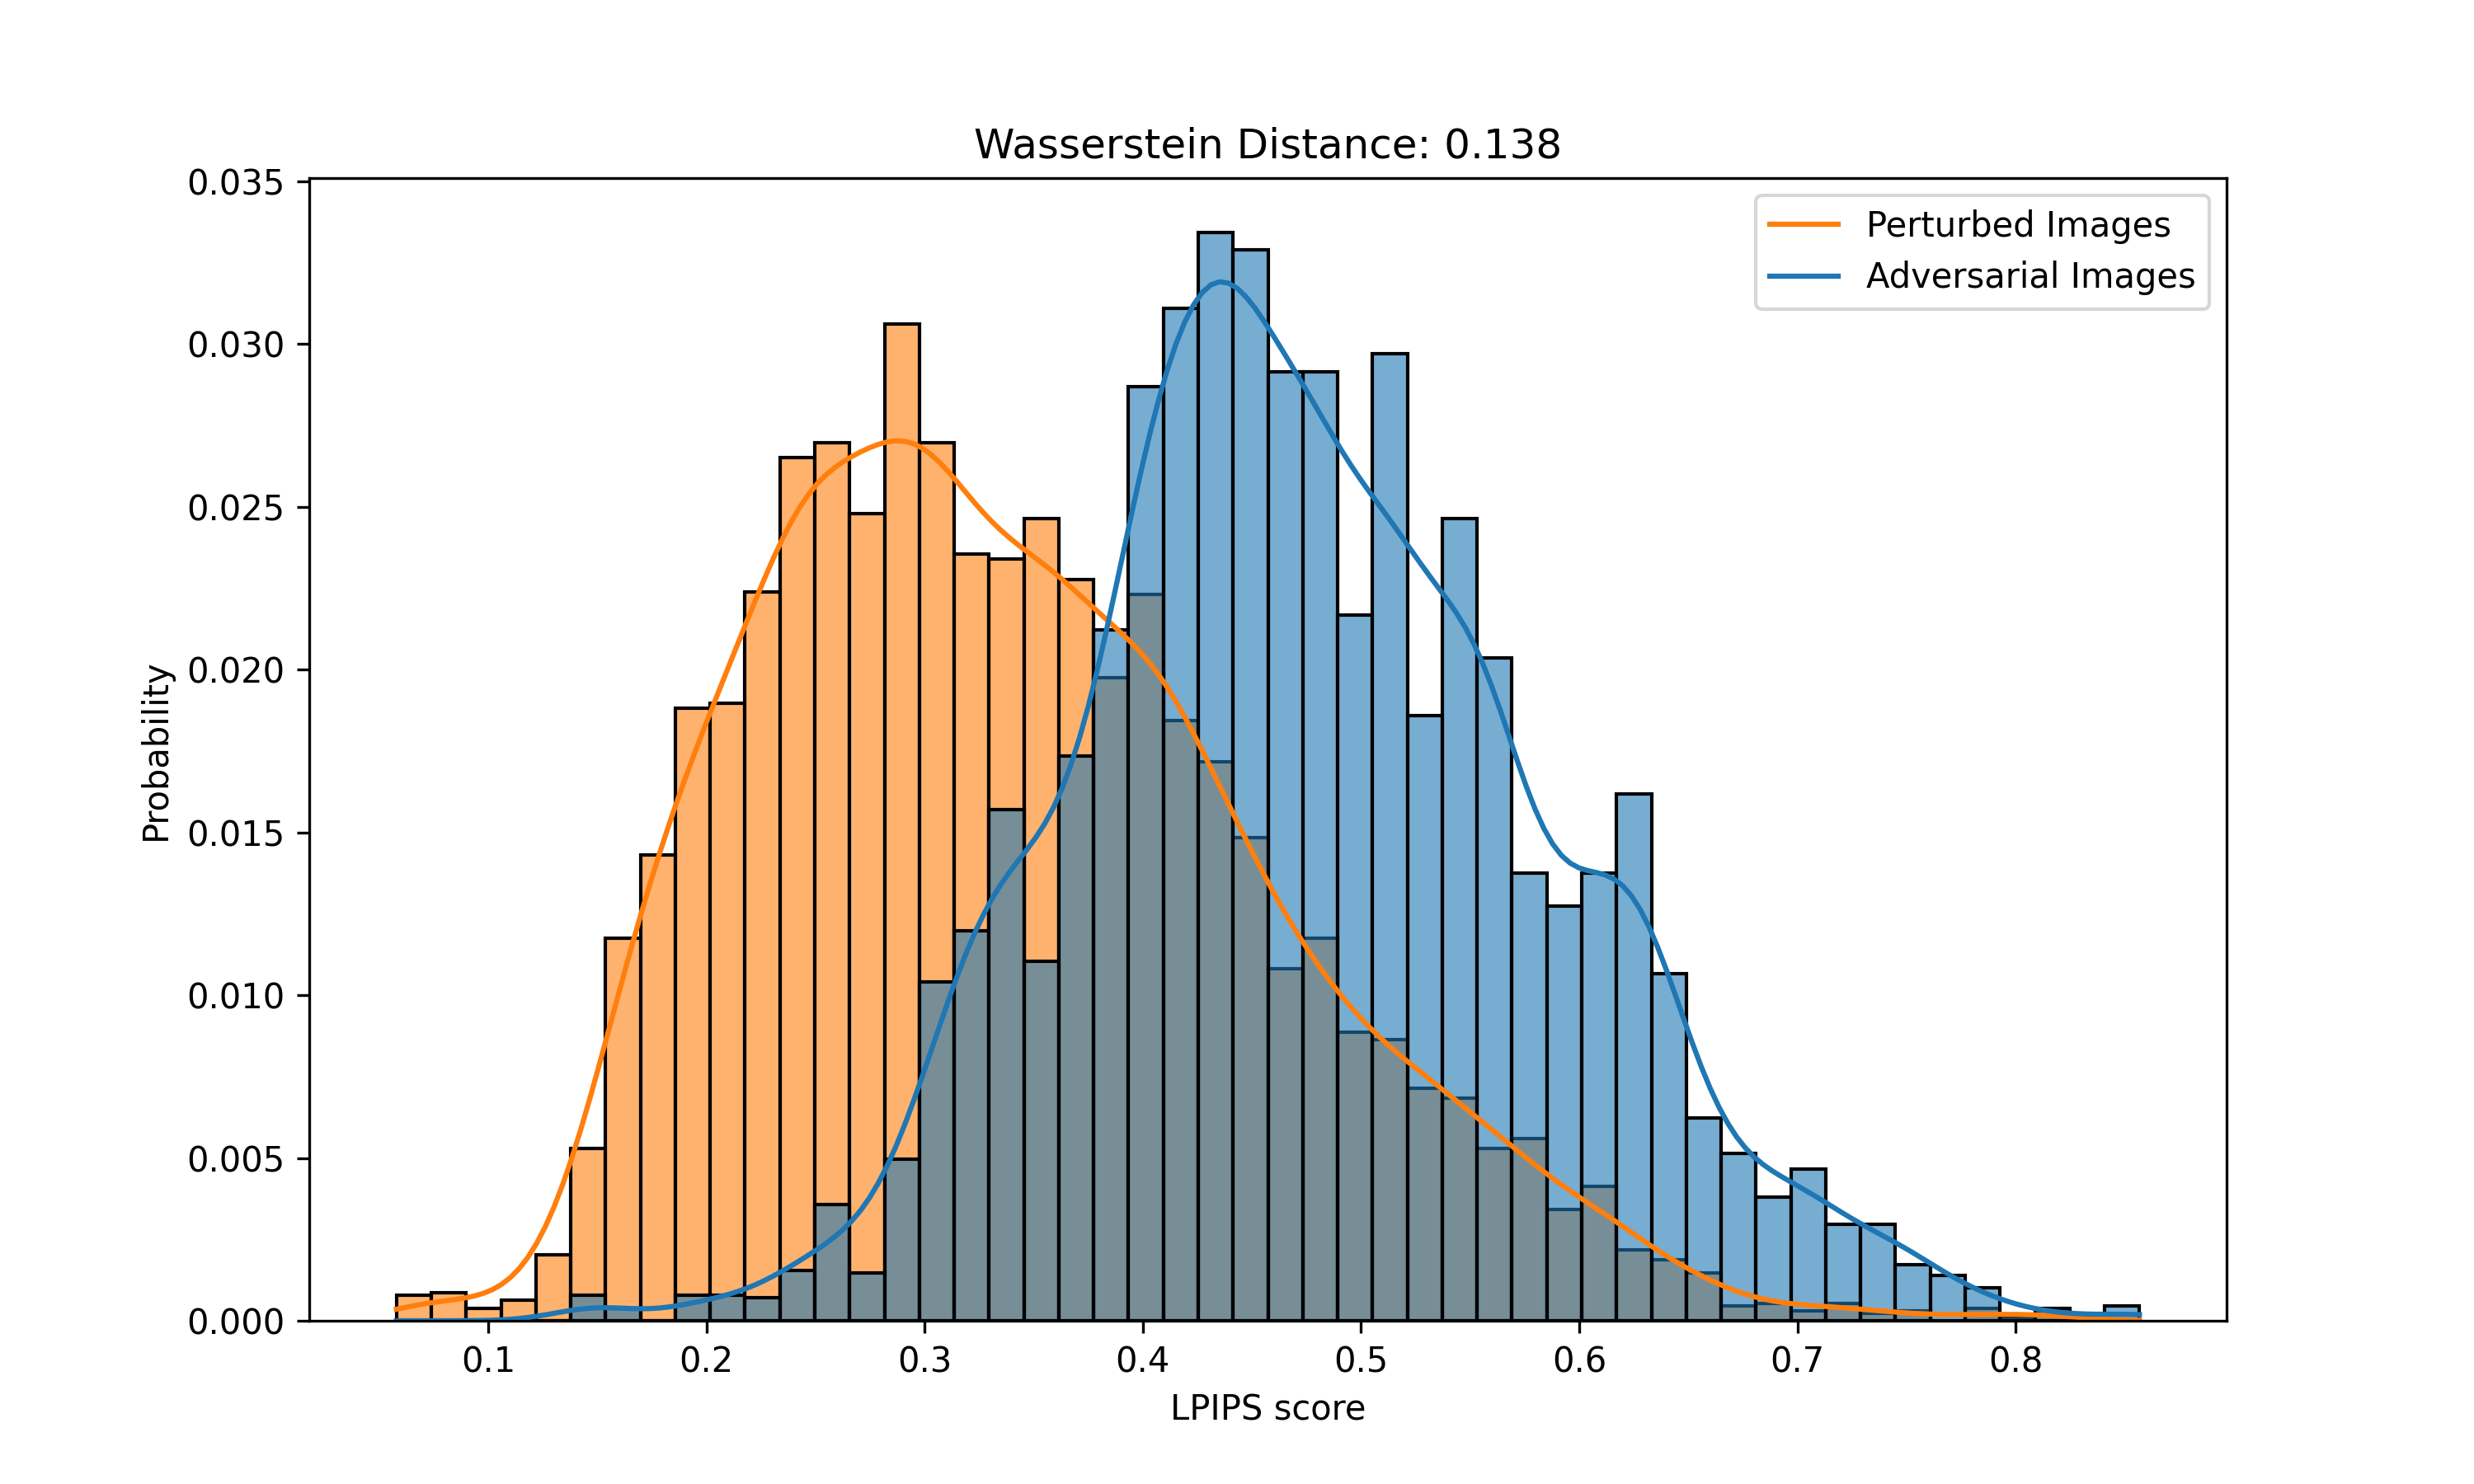 Wasserstein Distance: 0.138
Perturbed Images
Adversarial Images
Probability
0.035
0.030
0.025
0.020
0.015
0.010
0.005
0.000
0.1 0.2 0.3 0.4 0.5 0.6 0.7 0.8
LPIPS score